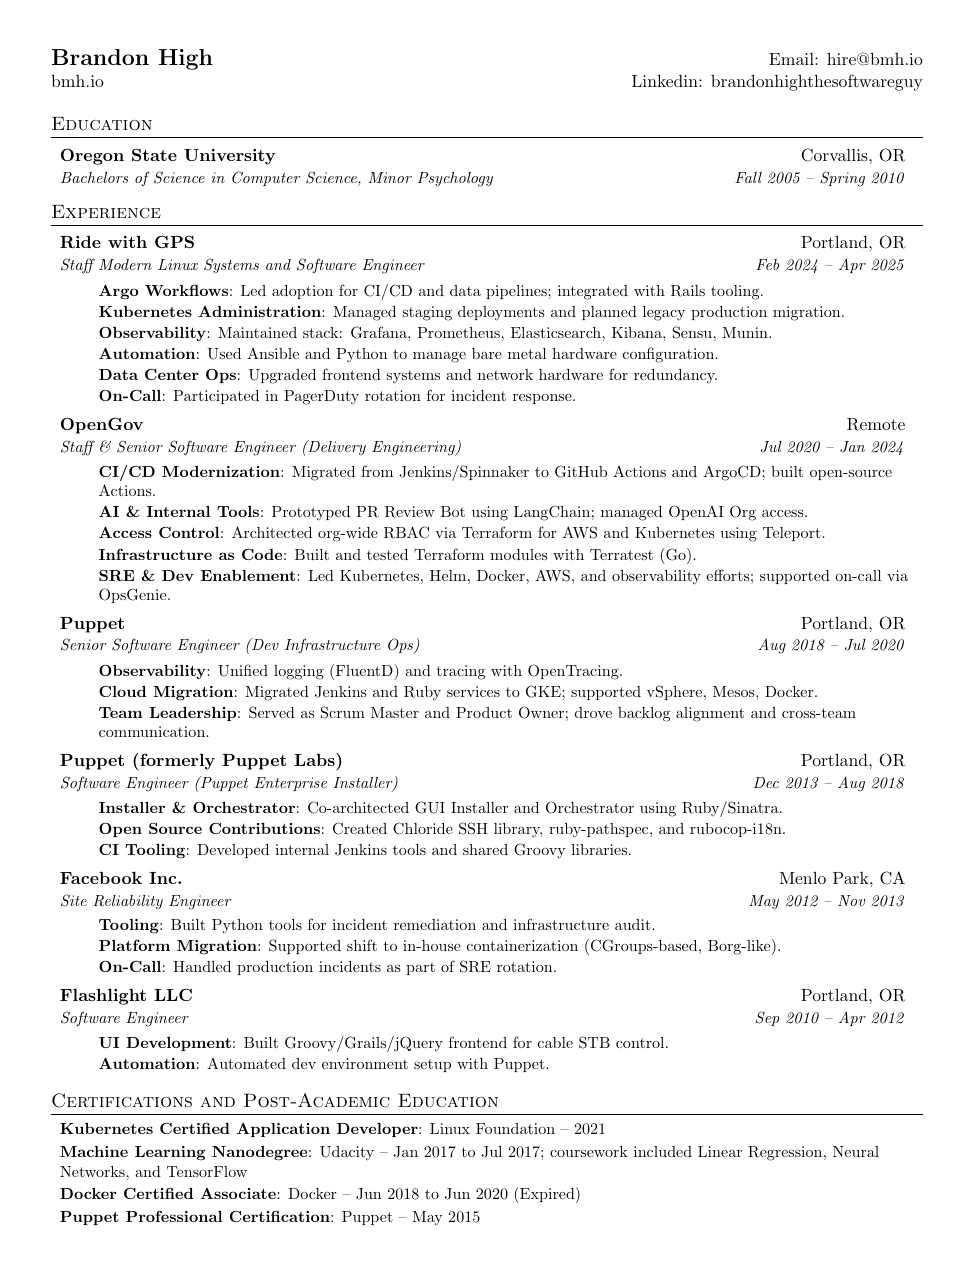 Brandon High
Email: hire@bmh.io
bmh.io
Linkedin: brandonhighthesoftwareguy
Education
Oregon State University Corvallis, OR
Bachelors of Science in Computer Science, Minor Psychology Fall 2005 – Spring 2010
Experience
Ride with GPS Portland, OR
Staff Modern Linux Systems and Software Engineer Feb 2024 – Apr 2025
Argo Workflows: Led adoption for CI/CD and data pipelines; integrated with Rails tooling.
Kubernetes Administration: Managed staging deployments and planned legacy production migration.
Observability: Maintained stack: Grafana, Prometheus, Elasticsearch, Kibana, Sensu, Munin.
Automation: Used Ansible and Python to manage bare metal hardware configuration.
Data Center Ops: Upgraded frontend systems and network hardware for redundancy.
On-Call: Participated in PagerDuty rotation for incident response.
OpenGov Remote
Staff & Senior Software Engineer (Delivery Engineering) Jul 2020 – Jan 2024
CI/CD Modernization: Migrated from Jenkins/Spinnaker to GitHub Actions and ArgoCD; built open-source
Actions.
AI & Internal Tools: Prototyped PR Review Bot using LangChain; managed OpenAI Org access.
Access Control: Architected org-wide RBAC via Terraform for AWS and Kubernetes using Teleport.
Infrastructure as Code: Built and tested Terraform modules with Terratest (Go).
SRE & Dev Enablement: Led Kubernetes, Helm, Docker, AWS, and observability efforts; supported on-call via
OpsGenie.
Puppet Portland, OR
Senior Software Engineer (Dev Infrastructure Ops) Aug 2018 – Jul 2020
Observability: Unified logging (FluentD) and tracing with OpenTracing.
Cloud Migration: Migrated Jenkins and Ruby services to GKE; supported vSphere, Mesos, Docker.
Team Leadership: Served as Scrum Master and Product Owner; drove backlog alignment and cross-team
communication.
Puppet (formerly Puppet Labs) Portland, OR
Software Engineer (Puppet Enterprise Installer) Dec 2013 – Aug 2018
Installer & Orchestrator: Co-architected GUI Installer and Orchestrator using Ruby/Sinatra.
Open Source Contributions: Created Chloride SSH library, ruby-pathspec, and rubocop-i18n.
CI Tooling: Developed internal Jenkins tools and shared Groovy libraries.
Facebook Inc. Menlo Park, CA
Site Reliability Engineer May 2012 – Nov 2013
Tooling: Built Python tools for incident remediation and infrastructure audit.
Platform Migration: Supported shift to in-house containerization (CGroups-based, Borg-like).
On-Call: Handled production incidents as part of SRE rotation.
Flashlight LLC Portland, OR
Software Engineer Sep 2010 – Apr 2012
UI Development: Built Groovy/Grails/jQuery frontend for cable STB control.
Automation: Automated dev environment setup with Puppet.
Certifications and Post-Academic Education
Kubernetes Certified Application Developer: Linux Foundation – 2021
Machine Learning Nanodegree: Udacity – Jan 2017 to Jul 2017; coursework included Linear Regression, Neural
Networks, and TensorFlow
Docker Certified Associate: Docker – Jun 2018 to Jun 2020 (Expired)
Puppet Professional Certification: Puppet – May 2015